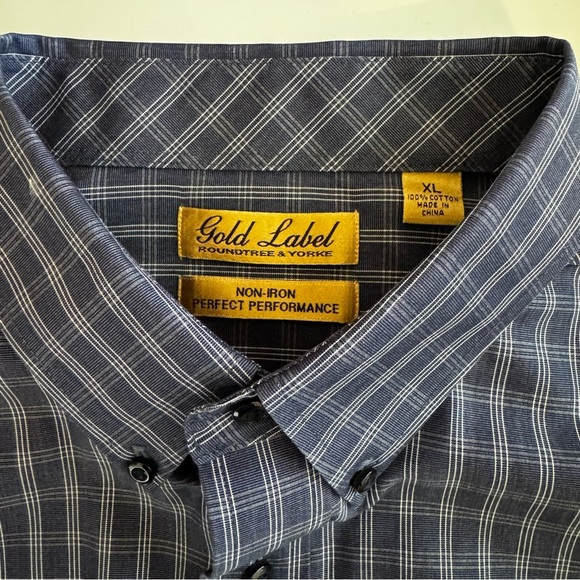 Gold Label
ROUNDTREE & YORKE
NON-IRON
PERFECT PERFORMANCE
XL
100% COTTON
MADE IN
CHINA